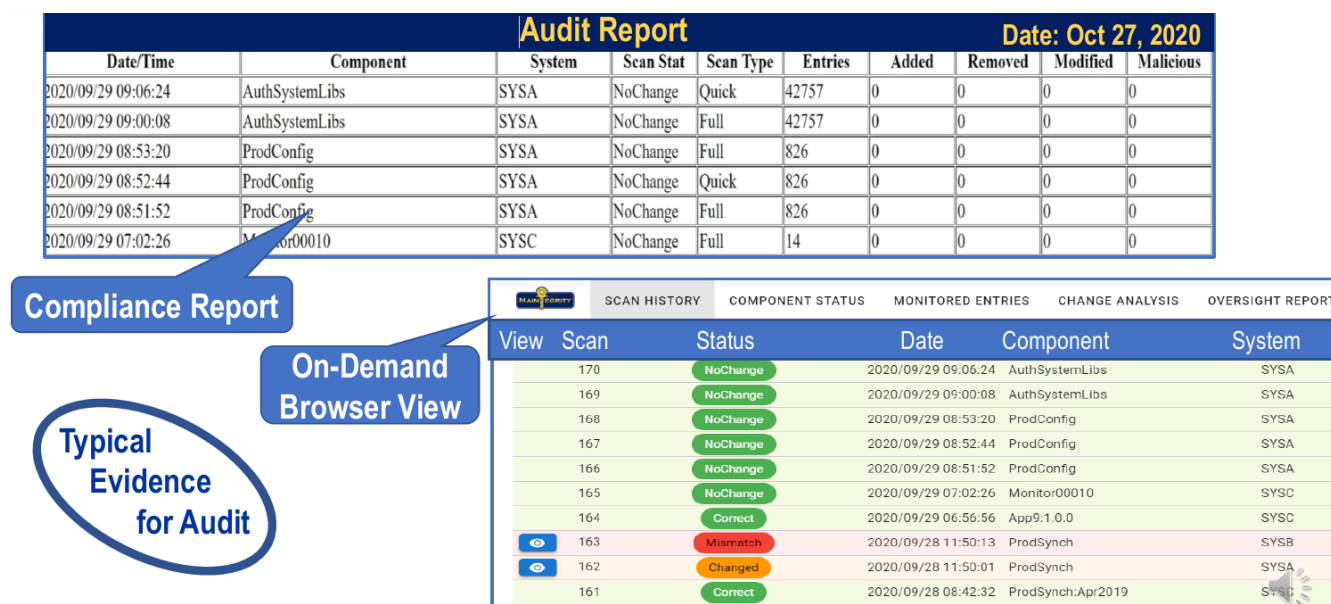 Audit Report Date: Oct 27, 2020
Date/Time Component System Scan Stat Scan Type Entries Added Removed Modified Malicious
2020/09/29 09:06:24 AuthSystemLibs SYSA NoChange Quick 42757 0 0 0 0
2020/09/29 09:00:08 AuthSystemLibs SYSA NoChange Full 42757 0 0 0 0
2020/09/29 08:53:20 ProdConfig SYSA NoChange Full 826 0 0 0 0
2020/09/29 08:52:44 ProdConfig SYSA NoChange Quick 826 0 0 0 0
2020/09/29 08:51:52 ProdConfig SYSA NoChange Full 826 0 0 0 0
2020/09/29 07:02:26 Monitor00010 SYSC NoChange Full 14 0 0 0 0
Compliance Report
On-Demand
Browser View
Typical
Evidence
for Audit
MAINTEGRITY SCAN HISTORY COMPONENT STATUS MONITORED ENTRIES CHANGE ANALYSIS OVERSIGHT REPORT
View Scan Status Date Component System
170 NoChange 2020/09/29 09:06:24 AuthSystemLibs SYSA
169 NoChange 2020/09/29 09:00:08 AuthSystemLibs SYSA
168 NoChange 2020/09/29 08:53:20 ProdConfig SYSA
167 NoChange 2020/09/29 08:52:44 ProdConfig SYSA
166 NoChange 2020/09/29 08:51:52 ProdConfig SYSA
165 NoChange 2020/09/29 07:02:26 Monitor00010 SYSC
164 Correct 2020/09/29 06:56:56 App9:1.0.0 SYSC
163 Mismatch 2020/09/28 11:50:13 ProdSynch SYSB
162 Changed 2020/09/28 11:50:01 ProdSynch SYSA
161 Correct 2020/09/28 08:42:32 ProdSynch:Apr2019 SYSC